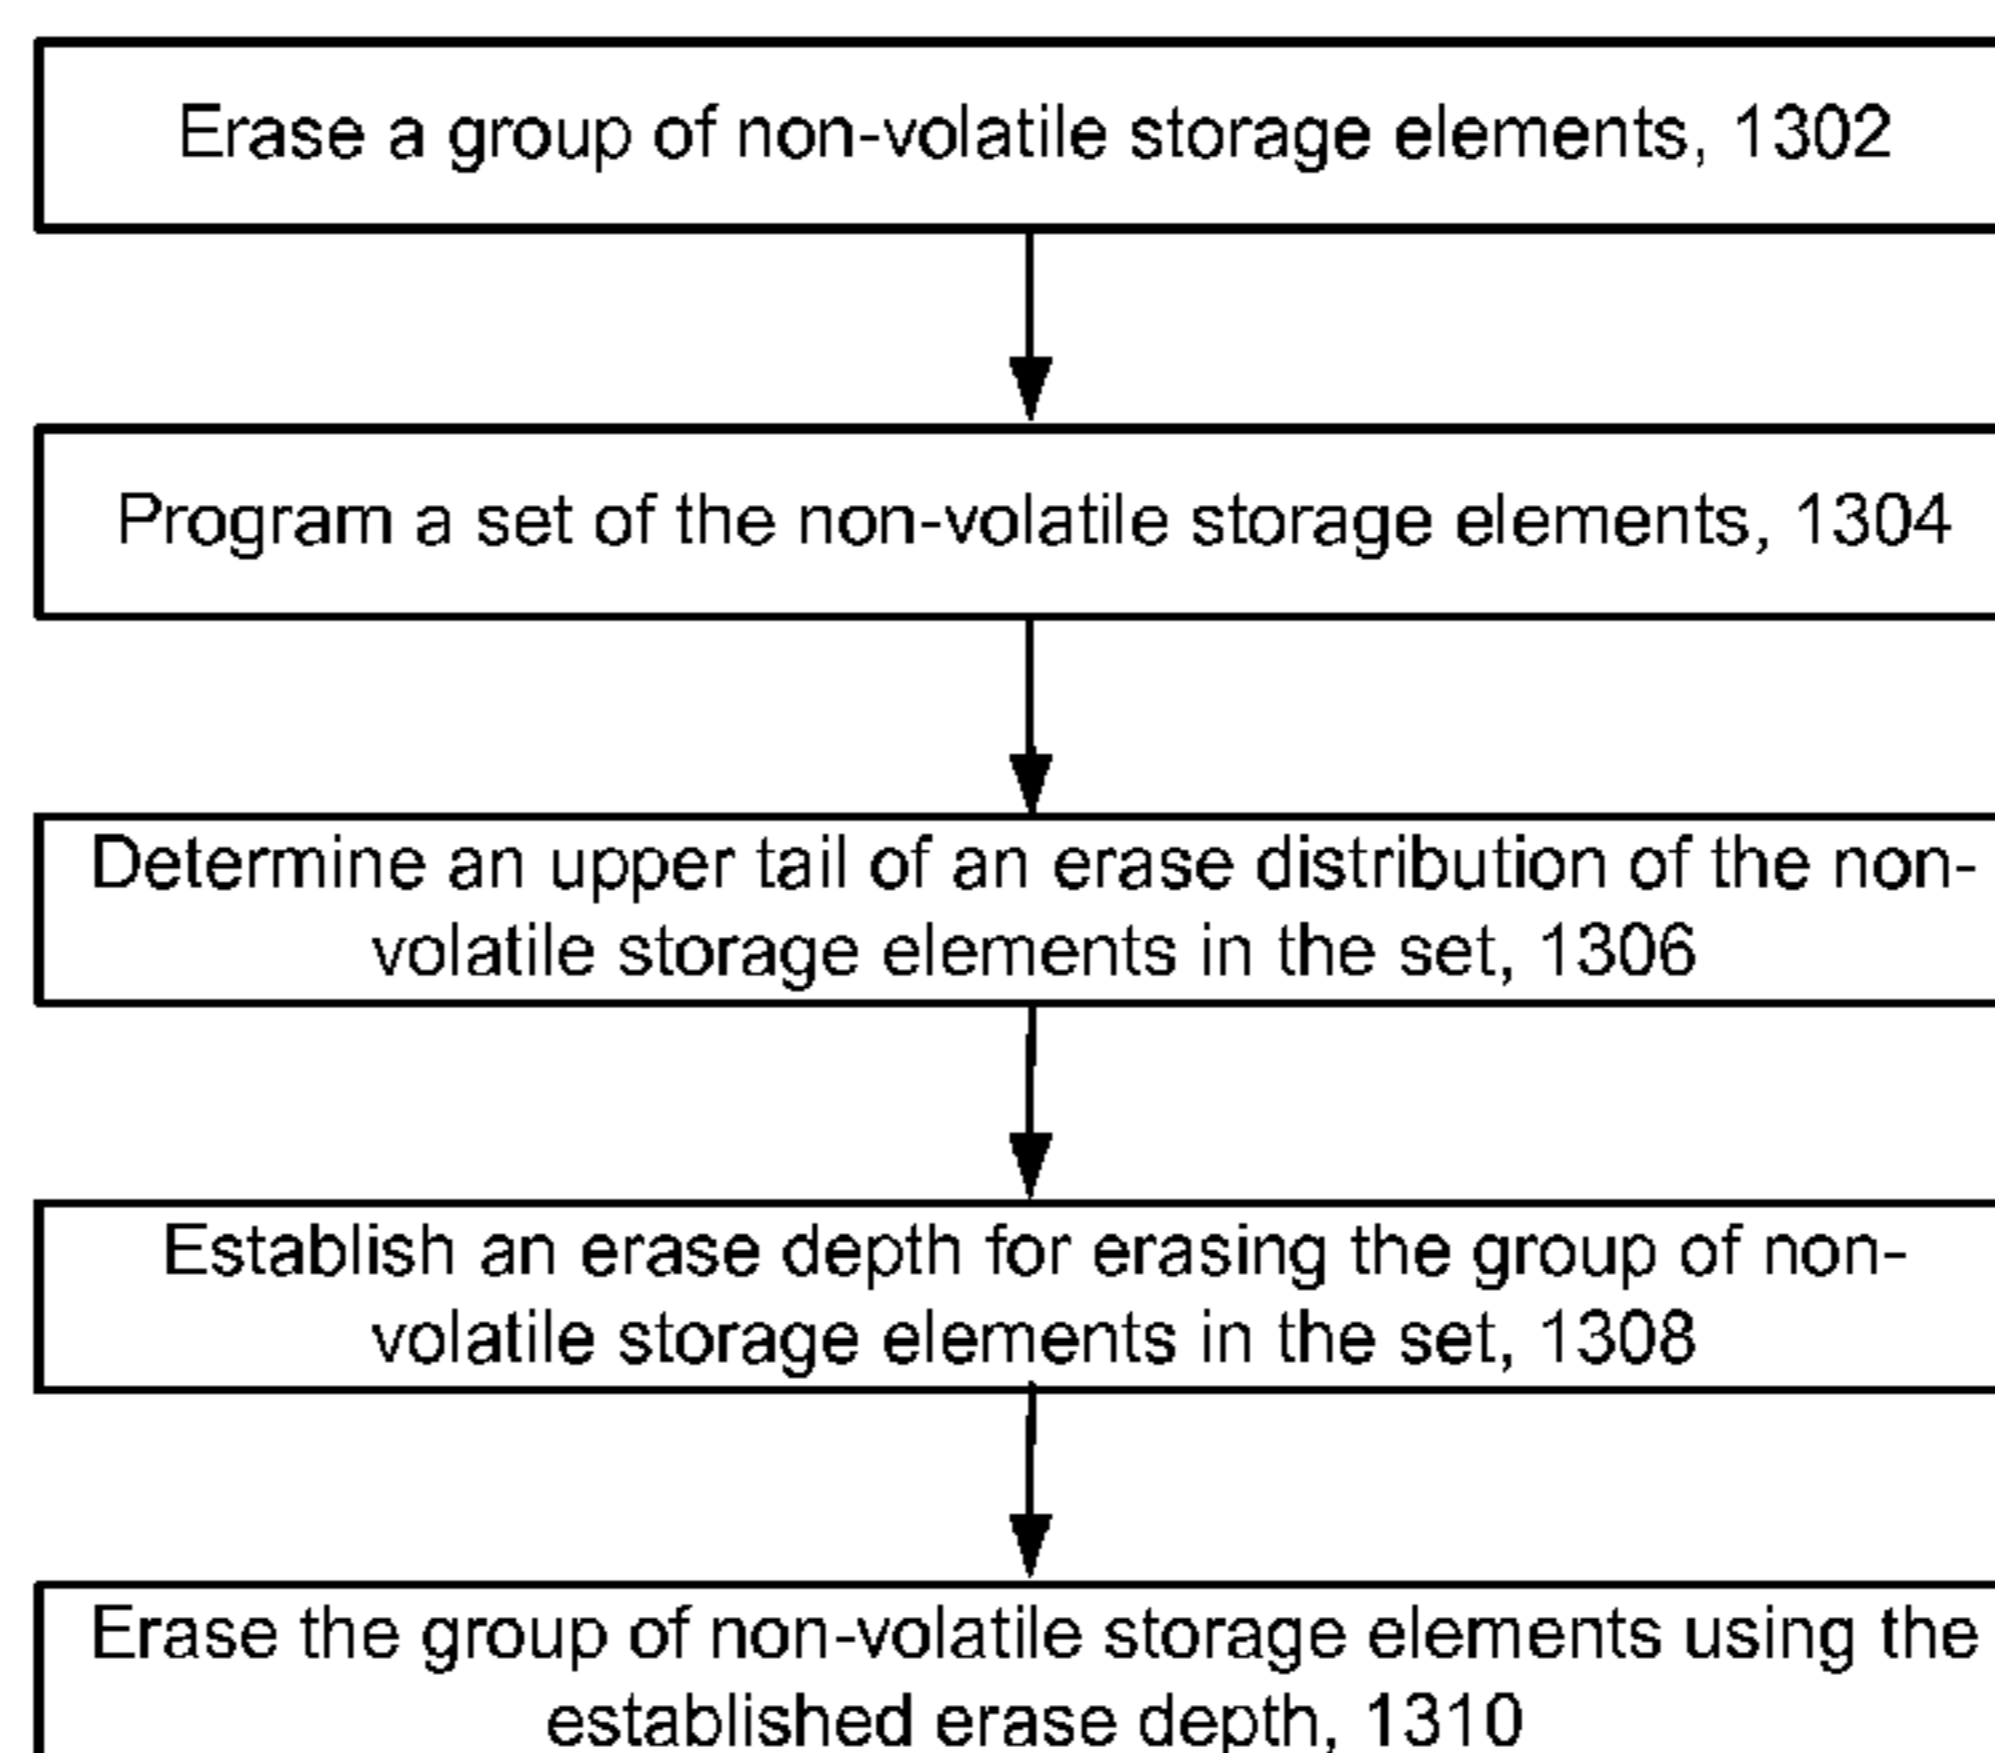 Erase a group of non-volatile storage elements, 1302
Program a set of the non-volatile storage elements, 1304
Determine an upper tail of an erase distribution of the non-
volatile storage elements in the set, 1306
Establish an erase depth for erasing the group of non-
volatile storage elements in the set, 1308
Erase the group of non-volatile storage elements using the
established erase depth, 1310